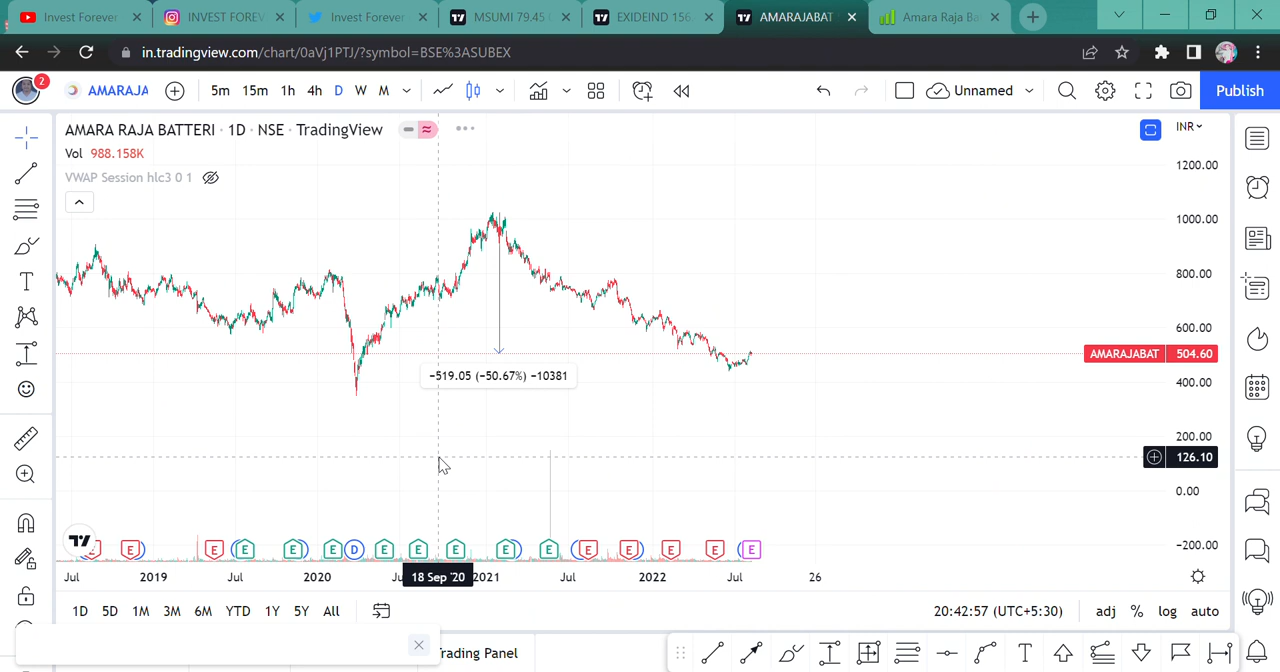 Invest Forever
INVEST FOREV
Invest Forever
MSUMI 79.45
EXIDEIND 156.
AMARAJABAT
Amara Raja Ba
in.tradingview.com/chart/0aVj1PTJ/?symbol=BSE%3ASUBEX
2
AMARAJA
5m 15m 1h 4h D W M
Unnamed
Publish
AMARA RAJA BATTERI · 1D · NSE · TradingView
INR
Vol 988.158K
VWAP Session hlc3 0 1
1200.00
1000.00
800.00
600.00
AMARAJABAT 504.60
400.00
−519.05 (−50.67%) −10381
200.00
126.10
0.00
−200.00
E E E E E E E D E E E E E E E E E E
Jul 2019 Jul 2020 Ju 18 Sep '20 2021 Jul 2022 Jul 26
1D 5D 1M 3M 6M YTD 1Y 5Y All
20:42:57 (UTC+5:30) adj % log auto
rading Panel